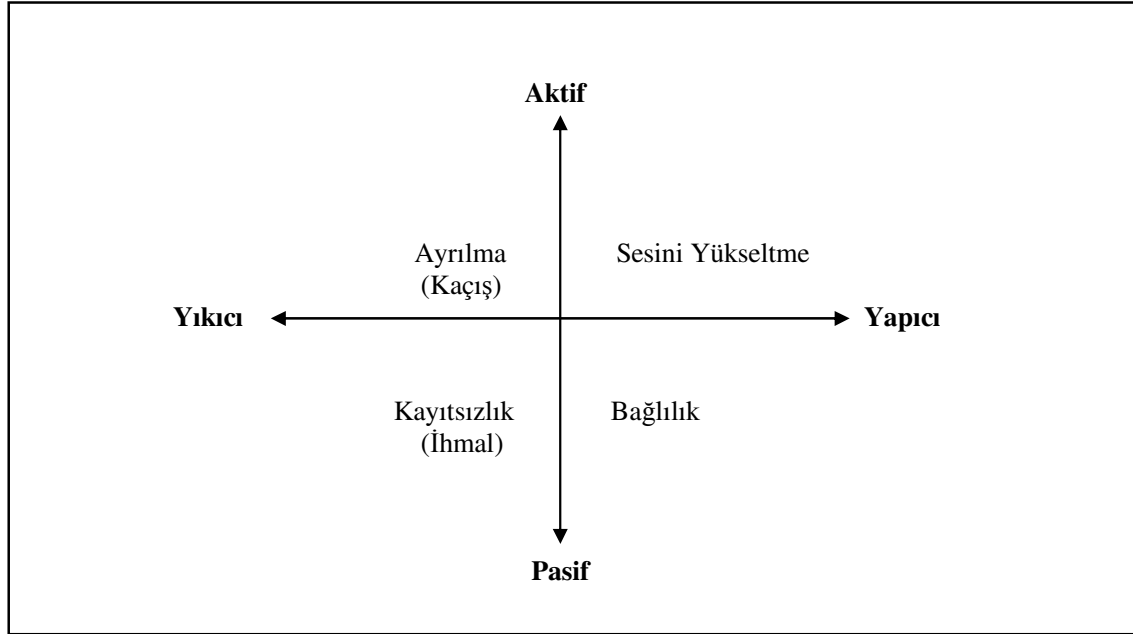 Aktif
Ayrılma
(Kaçış)
Sesini Yükseltme
Yıkıcı
Yapıcı
Kayıtsızlık
(İhmal)
Bağlılık
Pasif